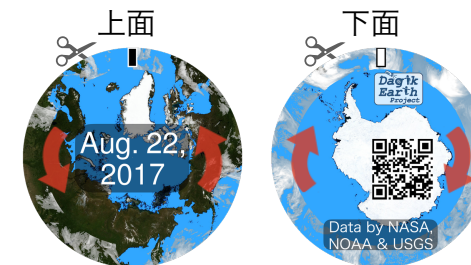 上面
下面
Aug. 22,
2017
Dagik
Earth
Project
Data by NASA,
NOAA & USGS